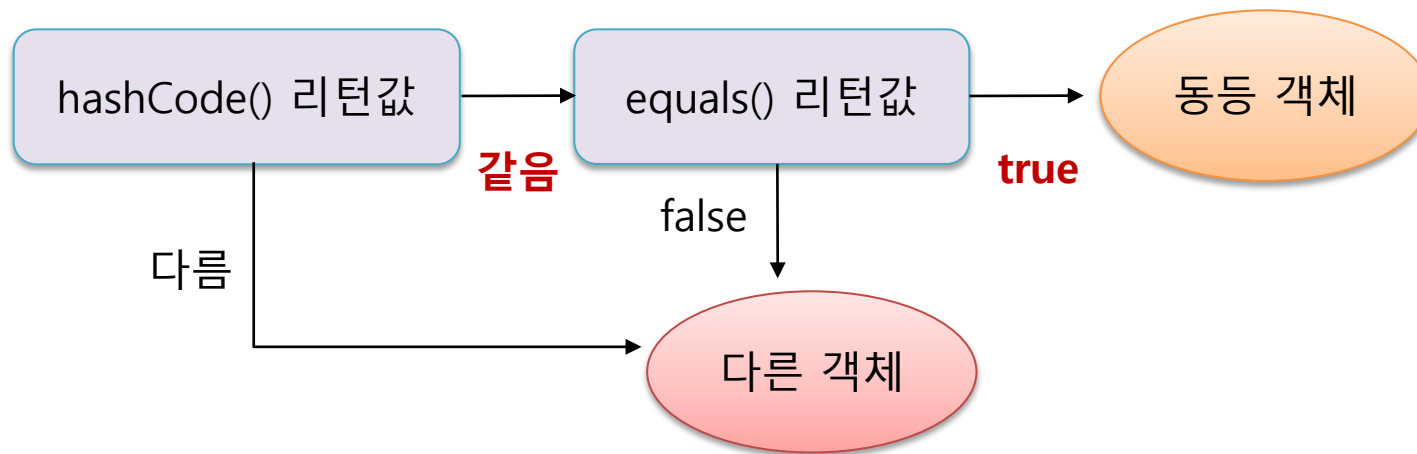 hashCode() 리턴값
equals() 리턴값
동등 객체
같음
true
false
다름
다른 객체